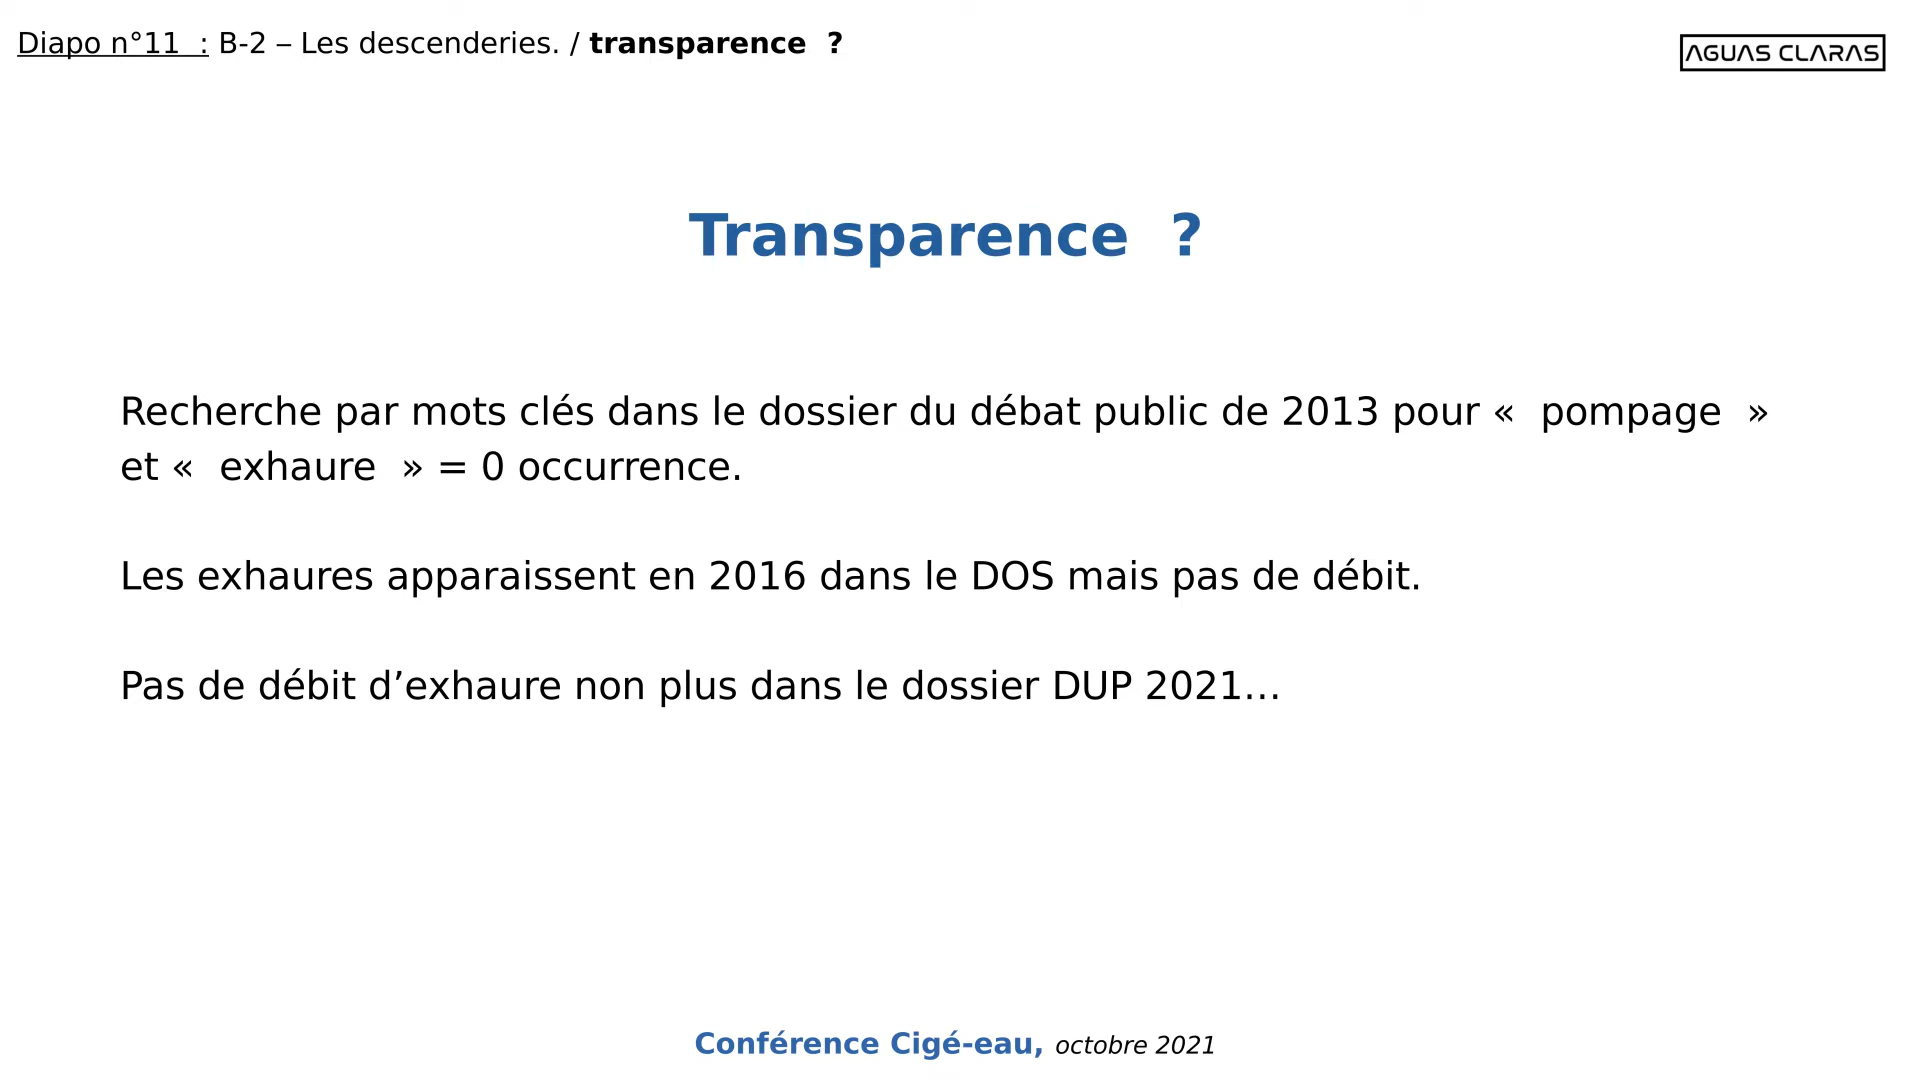 Diapo n°11  : B-2 – Les descenderies. / transparence  ?
AGUAS CLARAS
Transparence  ?
Recherche par mots clés dans le dossier du débat public de 2013 pour «  pompage  »
et «  exhaure  » = 0 occurrence.
Les exhaures apparaissent en 2016 dans le DOS mais pas de débit.
Pas de débit d’exhaure non plus dans le dossier DUP 2021…
Conférence Cigé-eau, octobre 2021